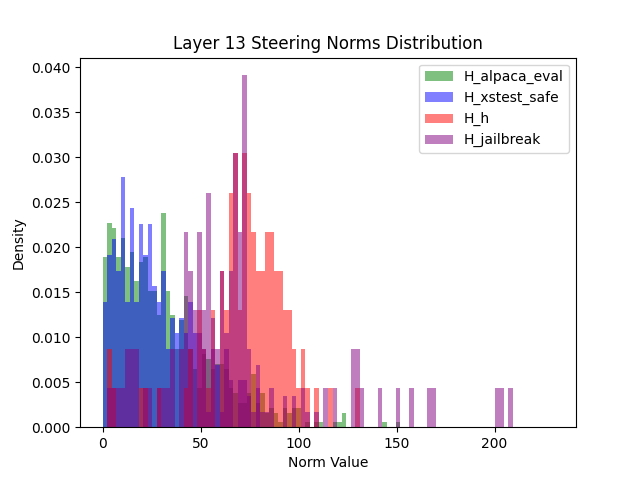 Layer 13 Steering Norms Distribution
H_alpaca_eval
H_xstest_safe
H_h
H_jailbreak
0.040
0.035
0.030
0.025
0.020
0.015
0.010
0.005
0.000
Density
0 50 100 150 200
Norm Value